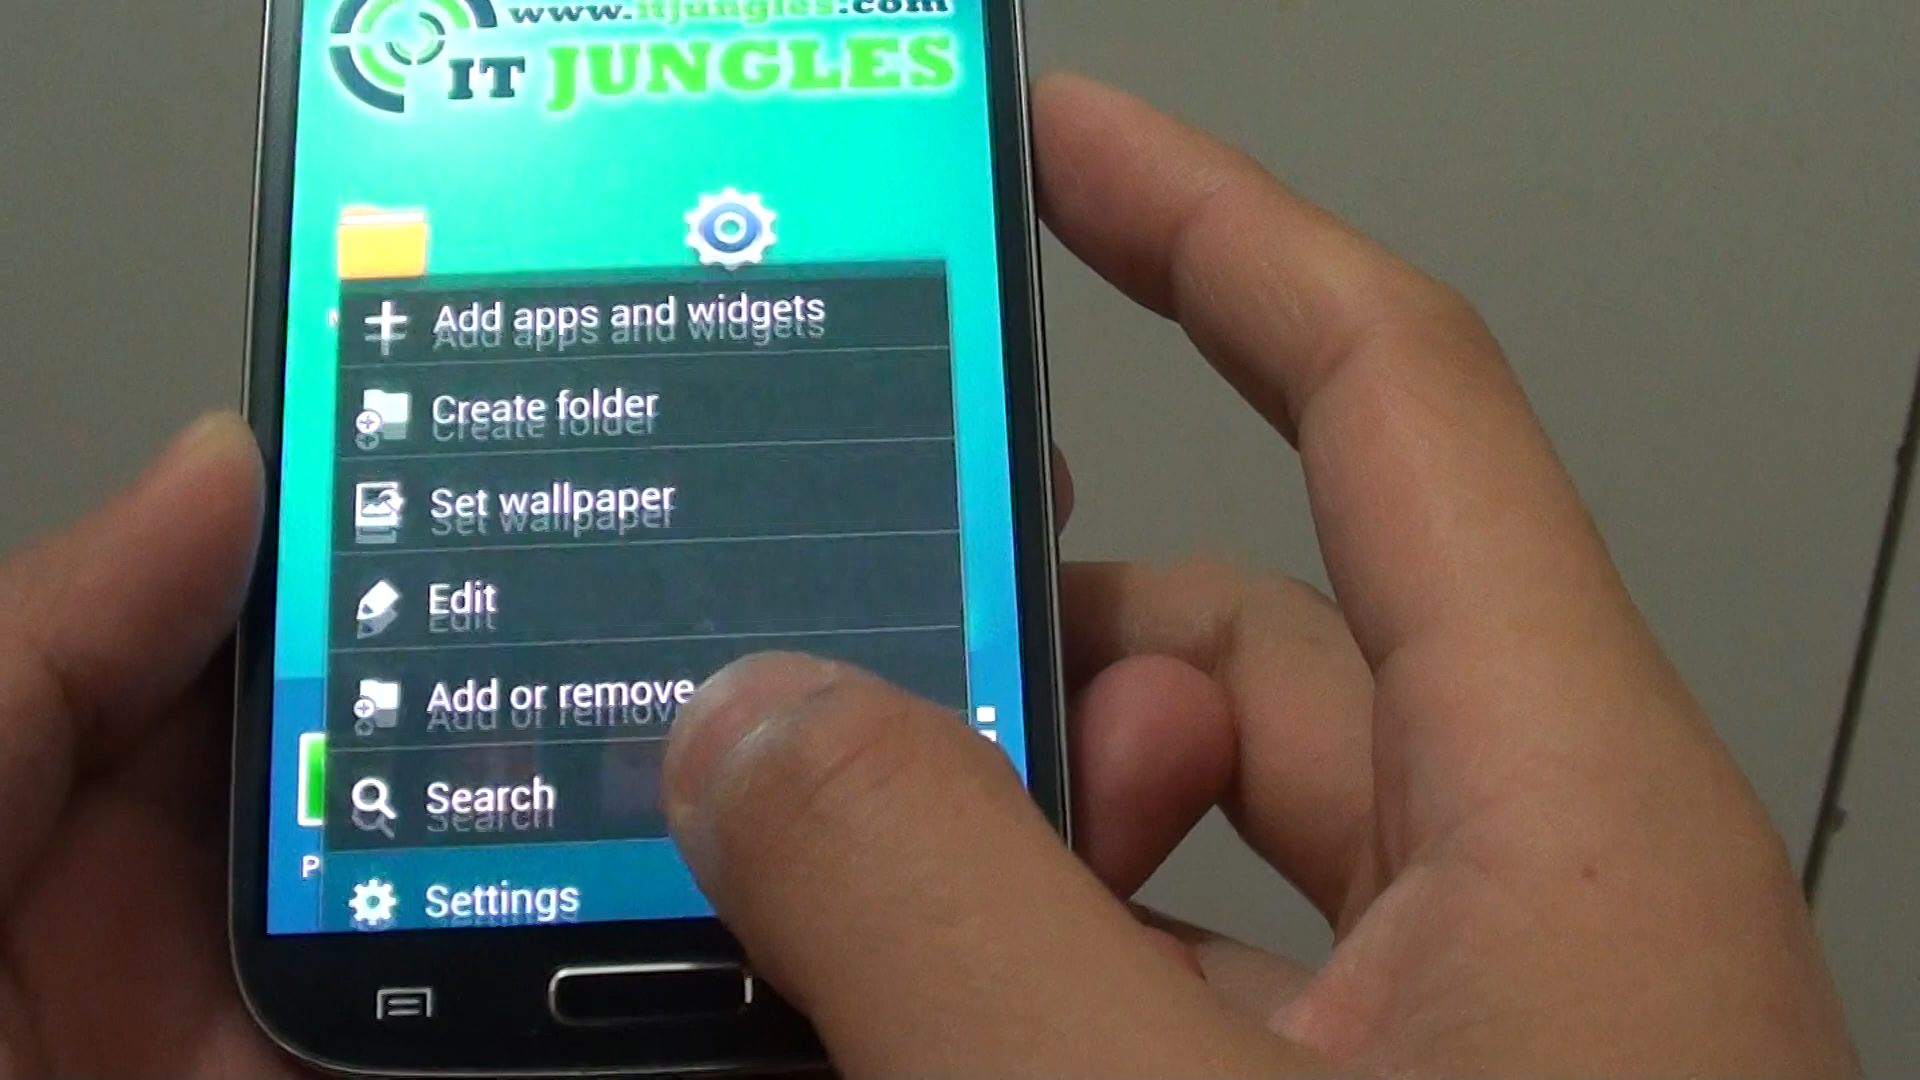 www.itjungles.com
IT JUNGLES
Add apps and widgets
Create folder
Set wallpaper
Edit
Add or remove
Search
P
Settings